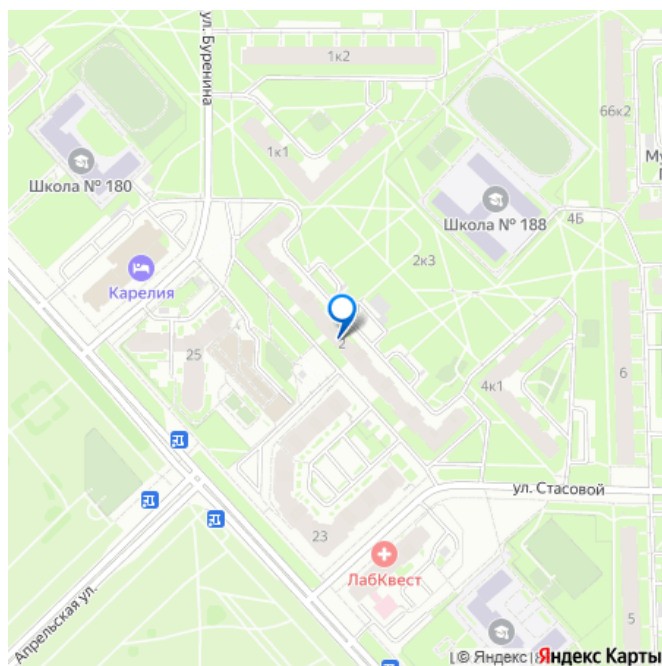 ул. Буренина
1к2
66к2
1к1
Школа № 180
Школа № 188
4Б
2к3
Карелия
2
25
4к1
6
ул. Стасовой
23
ЛабКвест
5
Апрельская ул.
© Яндекс
Яндекс Карты